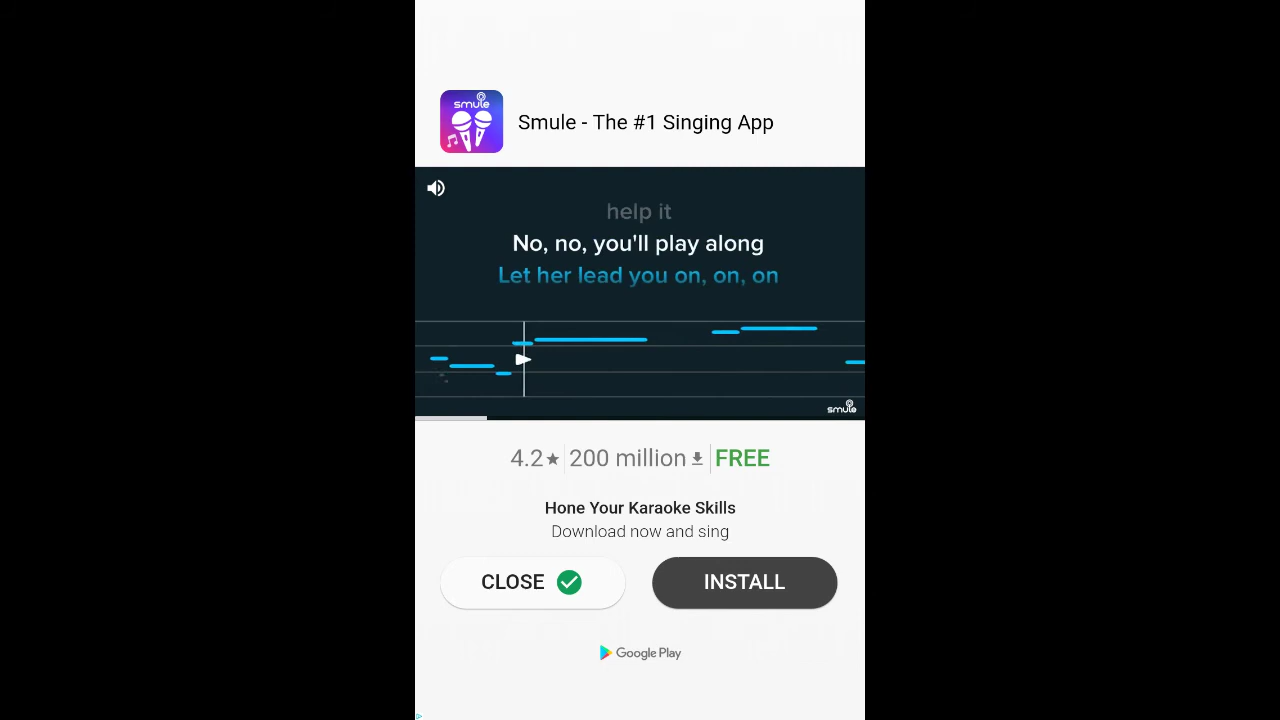 smule
Smule - The #1 Singing App
help it
No, no, you'll play along
Let her lead you on, on, on
smule
4.2★ 200 million FREE
Hone Your Karaoke Skills
Download now and sing
CLOSE
INSTALL
Google Play